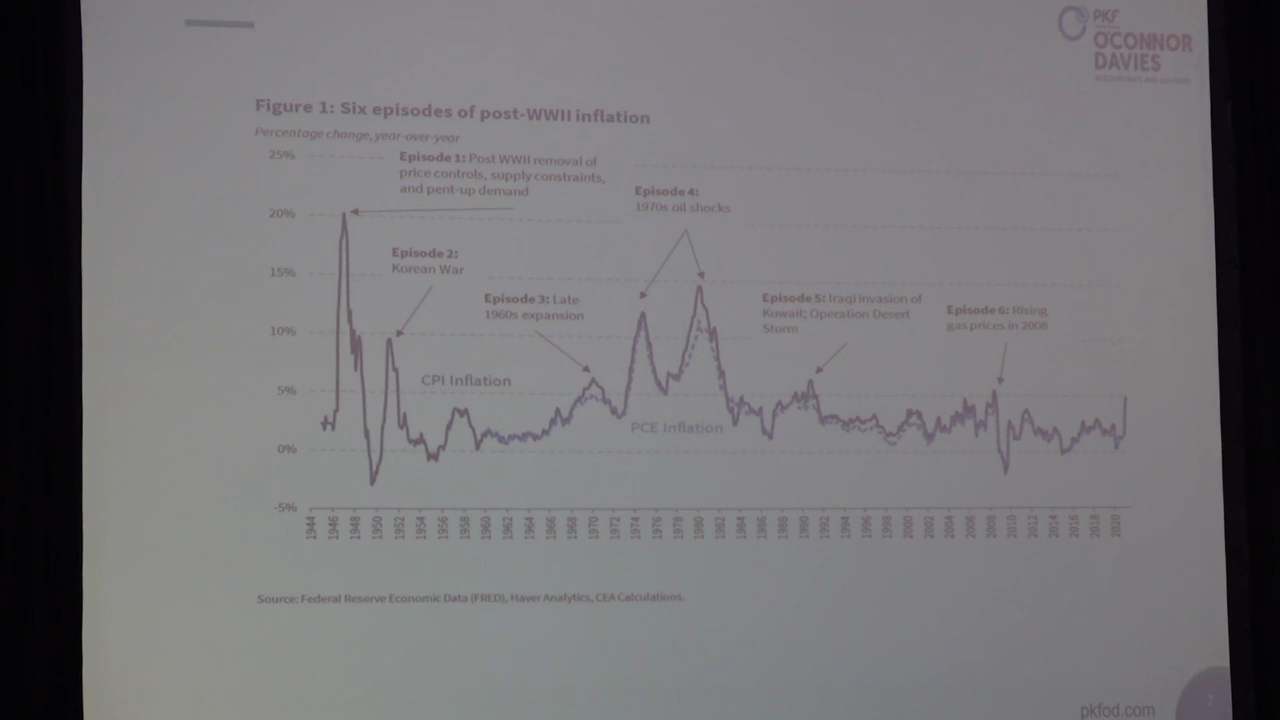 PKF
O'CONNOR
DAVIES
ACCOUNTANTS AND ADVISORS
Figure 1: Six episodes of post-WWII inflation
Percentage change, year-over-year
25%
20%
15%
10%
5%
0%
-5%
Episode 1: Post WWII removal of
price controls, supply constraints,
and pent-up demand
Episode 2:
Korean War
Episode 3: Late
1960s expansion
Episode 4:
1970s oil shocks
Episode 5: Iraqi invasion of
Kuwait; Operation Desert
Storm
Episode 6: Rising
gas prices in 2008
CPI Inflation
PCE Inflation
1944 1946 1948 1950 1952 1954 1956 1958 1960 1962 1964 1966 1968 1970 1972 1974 1976 1978 1980 1982 1984 1986 1988 1990 1992 1994 1996 1998 2000 2002 2004 2006 2008 2010 2012 2014 2016 2018 2020
Source: Federal Reserve Economic Data (FRED), Haver Analytics, CEA Calculations.
pkfod.com
7